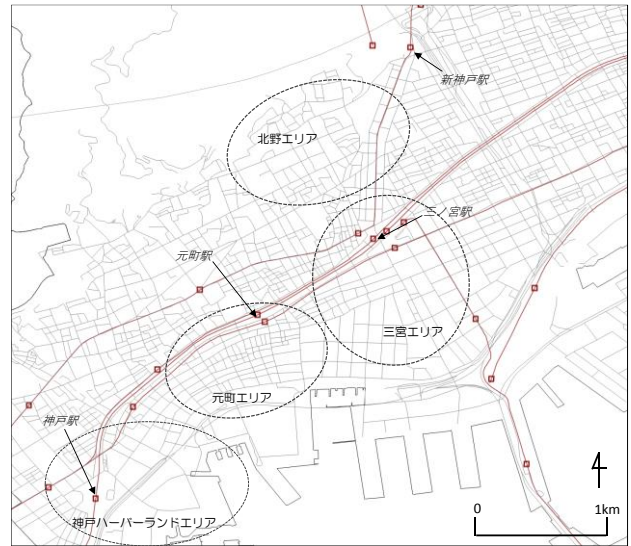 新神戸駅
北野エリア
三ノ宮駅
元町駅
三宮エリア
元町エリア
神戸駅
神戸ハーバーランドエリア
0
1km